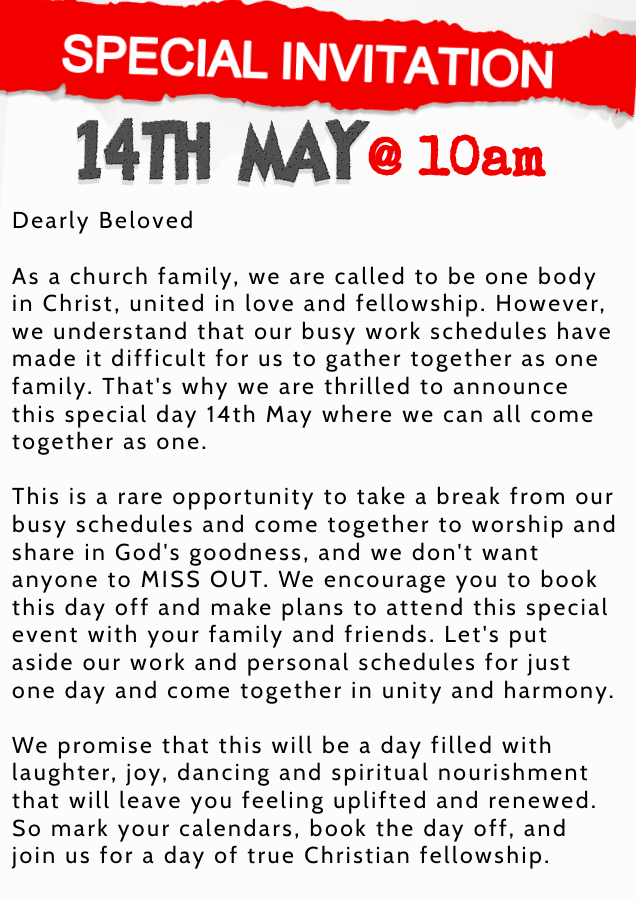 SPECIAL INVITATION
14TH MAY @ 10am
Dearly Beloved
As a church family, we are called to be one body
in Christ, united in love and fellowship. However,
we understand that our busy work schedules have
made it difficult for us to gather together as one
family. That's why we are thrilled to announce
this special day 14th May where we can all come
together as one.
This is a rare opportunity to take a break from our
busy schedules and come together to worship and
share in God's goodness, and we don't want
anyone to MISS OUT. We encourage you to book
this day off and make plans to attend this special
event with your family and friends. Let's put
aside our work and personal schedules for just
one day and come together in unity and harmony.
We promise that this will be a day filled with
laughter, joy, dancing and spiritual nourishment
that will leave you feeling uplifted and renewed.
So mark your calendars, book the day off, and
join us for a day of true Christian fellowship.